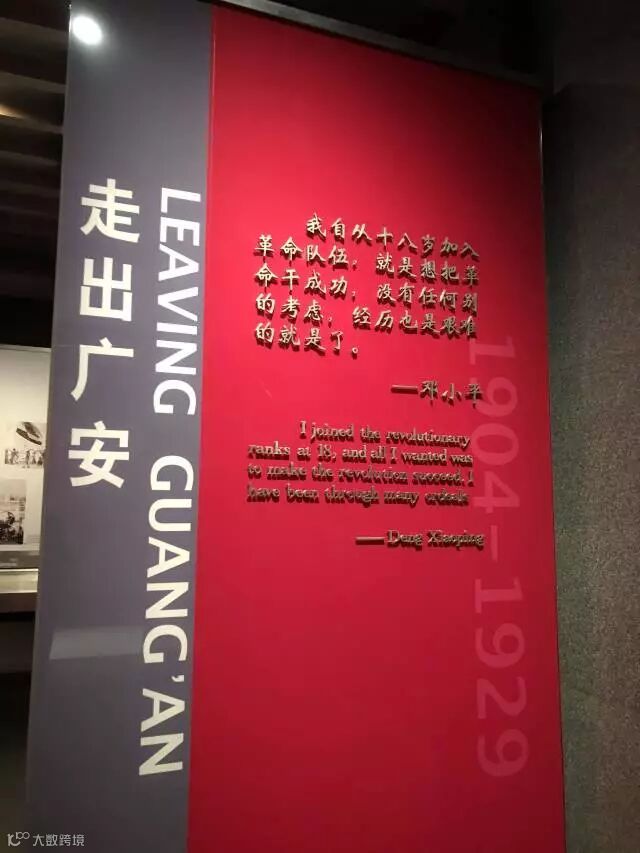 走出广安
LEAVING GUANG'AN
我自从十八岁加入
革命队伍，就是想把革
命干成功，没有任何别
的考虑，经历也是艰难
的就是了。
—邓小平
I joined the revolutionary
ranks at 18, and all I wanted was
to make the revolution succeed. I
have been through many ordeals
—Deng Xiaoping
1904-1929
大数跨境